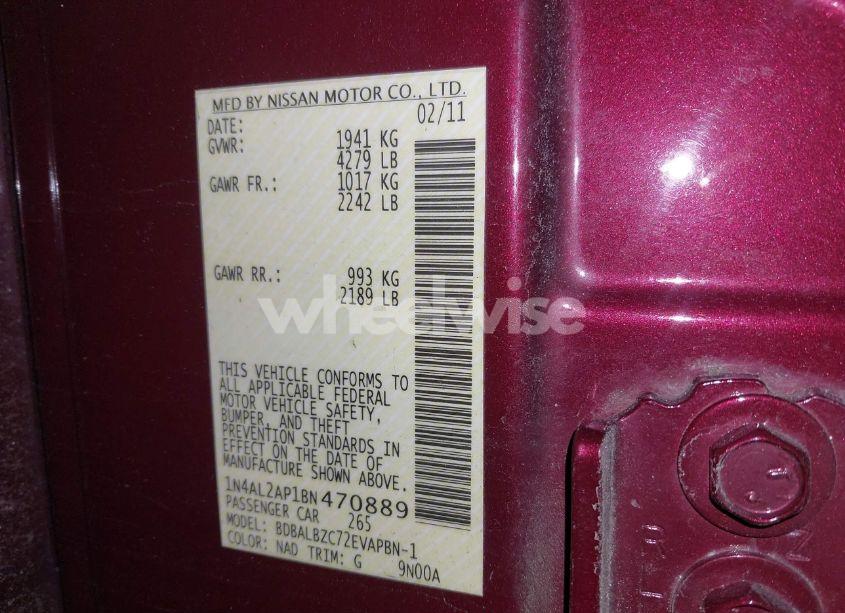 MFD BY NISSAN MOTOR CO., LTD.
DATE: 02/11
GVWR: 1941 KG
4279 LB
GAWR FR.: 1017 KG
2242 LB
GAWR RR.: 993 KG
2189 LB
wheelwise
THIS VEHICLE CONFORMS TO
ALL APPLICABLE FEDERAL
MOTOR VEHICLE SAFETY,
BUMPER, AND THEFT
PREVENTION STANDARDS IN
EFFECT ON THE DATE OF
MANUFACTURE SHOWN ABOVE.
1N4AL2AP1BN470889
PASSENGER CAR 265
MODEL: BDBALBZC72EVAPBN-1
COLOR: NAD TRIM: G 9N00A